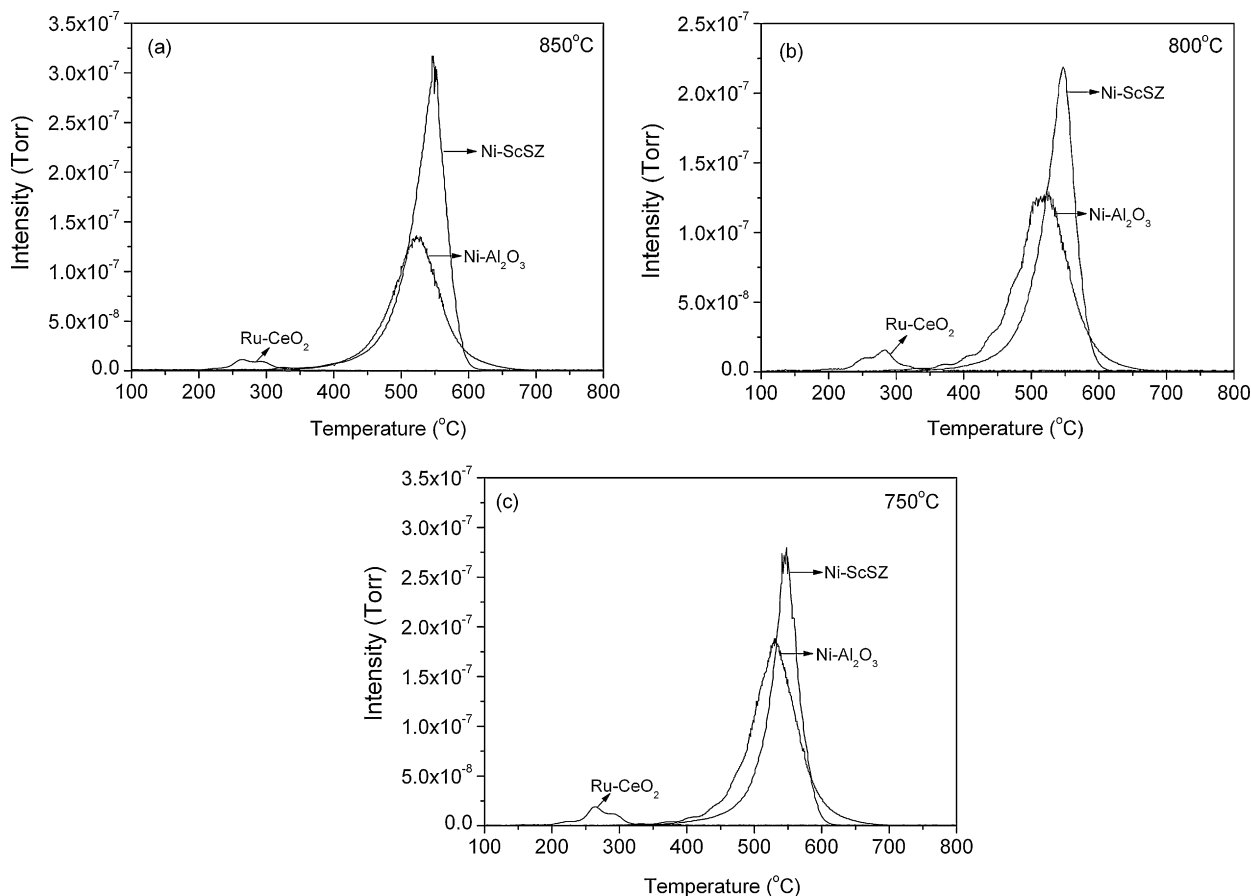 (a)
850°C
Intensity (Torr)
3.5x10⁻⁷
3.0x10⁻⁷
2.5x10⁻⁷
2.0x10⁻⁷
1.5x10⁻⁷
1.0x10⁻⁷
5.0x10⁻⁸
0.0
Ni-ScSZ
Ni-Al₂O₃
Ru-CeO₂
100 200 300 400 500 600 700 800
Temperature (°C)
(b)
800°C
Intensity (Torr)
2.5x10⁻⁷
2.0x10⁻⁷
1.5x10⁻⁷
1.0x10⁻⁷
5.0x10⁻⁸
0.0
Ni-ScSZ
Ni-Al₂O₃
Ru-CeO₂
100 200 300 400 500 600 700 800
Temperature (°C)
(c)
750°C
Intensity (Torr)
3.5x10⁻⁷
3.0x10⁻⁷
2.5x10⁻⁷
2.0x10⁻⁷
1.5x10⁻⁷
1.0x10⁻⁷
5.0x10⁻⁸
0.0
Ni-ScSZ
Ni-Al₂O₃
Ru-CeO₂
100 200 300 400 500 600 700 800
Temperature (°C)